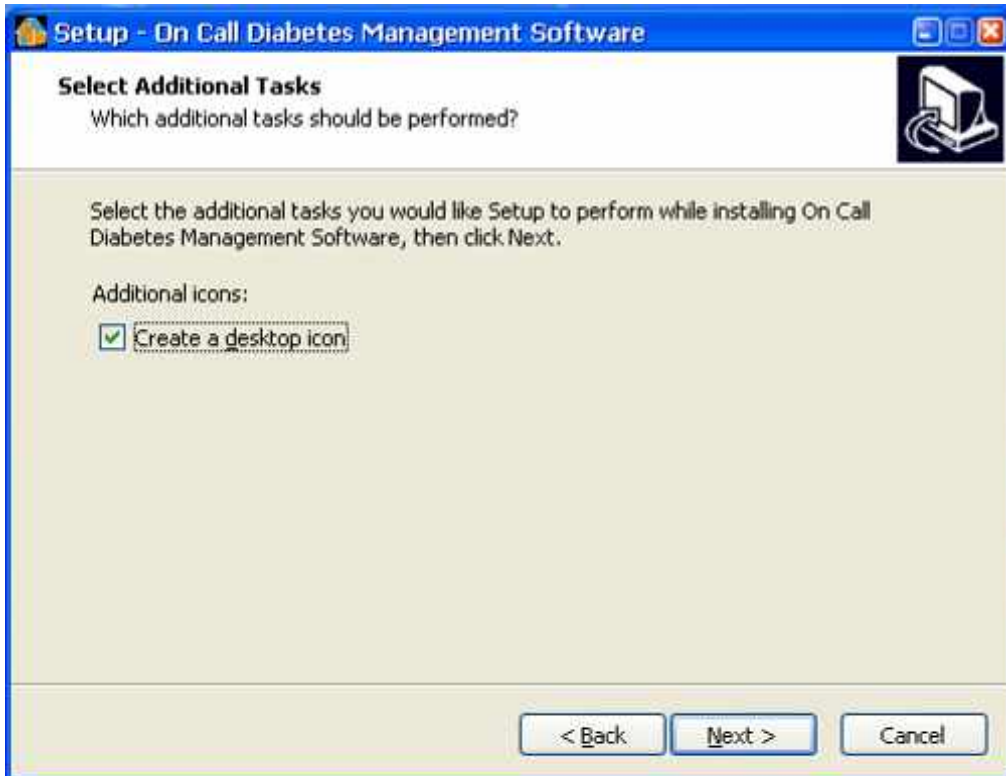 Setup - On Call Diabetes Management Software
Select Additional Tasks
Which additional tasks should be performed?
Select the additional tasks you would like Setup to perform while installing On Call
Diabetes Management Software, then click Next.
Additional icons:
Create a desktop icon
< Back
Next >
Cancel